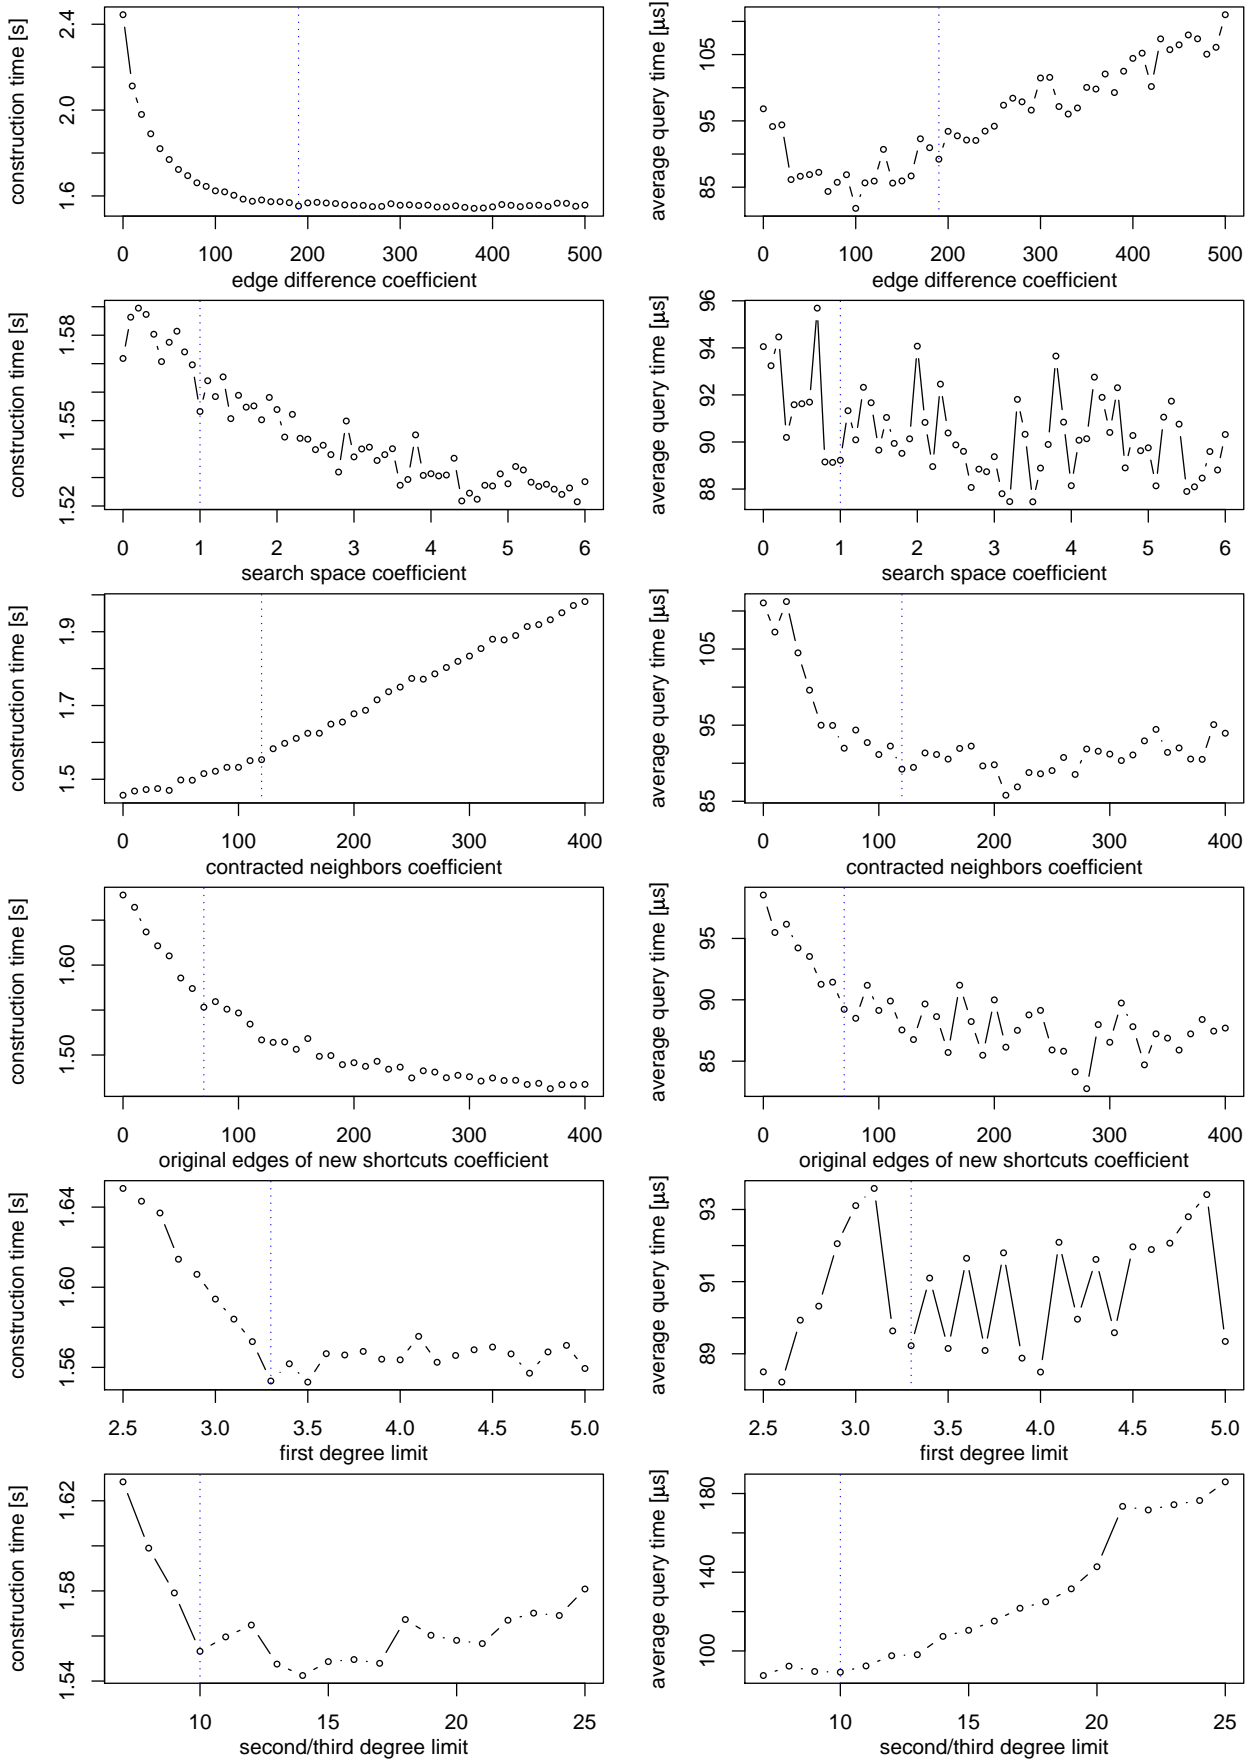 construction time [s]
2.4
2.0
1.6
0 100 200 300 400 500
edge difference coefficient
average query time [µs]
105
95
85
0 100 200 300 400 500
edge difference coefficient
construction time [s]
1.58
1.55
1.52
0 1 2 3 4 5 6
search space coefficient
average query time [µs]
96
94
92
90
88
0 1 2 3 4 5 6
search space coefficient
construction time [s]
1.9
1.7
1.5
0 100 200 300 400
contracted neighbors coefficient
average query time [µs]
105
95
85
0 100 200 300 400
contracted neighbors coefficient
construction time [s]
1.60
1.50
0 100 200 300 400
original edges of new shortcuts coefficient
average query time [µs]
95
90
85
0 100 200 300 400
original edges of new shortcuts coefficient
construction time [s]
1.64
1.60
1.56
2.5 3.0 3.5 4.0 4.5 5.0
first degree limit
average query time [µs]
93
91
89
2.5 3.0 3.5 4.0 4.5 5.0
first degree limit
construction time [s]
1.62
1.58
1.54
10 15 20 25
second/third degree limit
average query time [µs]
180
140
100
10 15 20 25
second/third degree limit